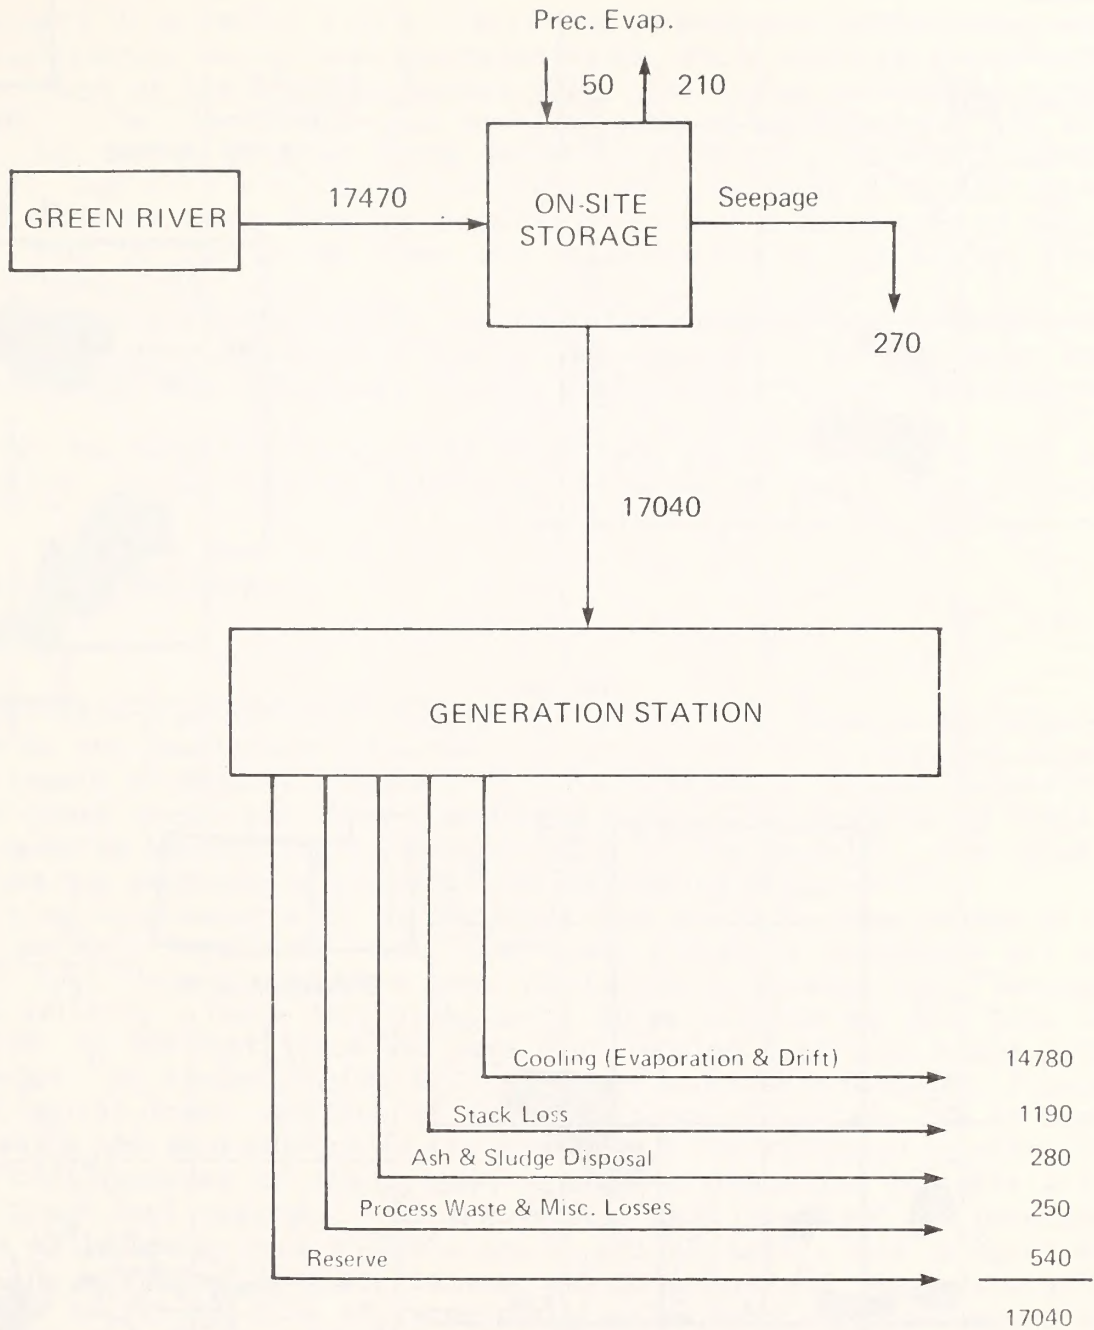 Prec. Evap.
50 210
GREEN RIVER
17470
ON-SITE
STORAGE
Seepage
270
17040
GENERATION STATION
Cooling (Evaporation & Drift) 14780
Stack Loss 1190
Ash & Sludge Disposal 280
Process Waste & Misc. Losses 250
Reserve 540
17040